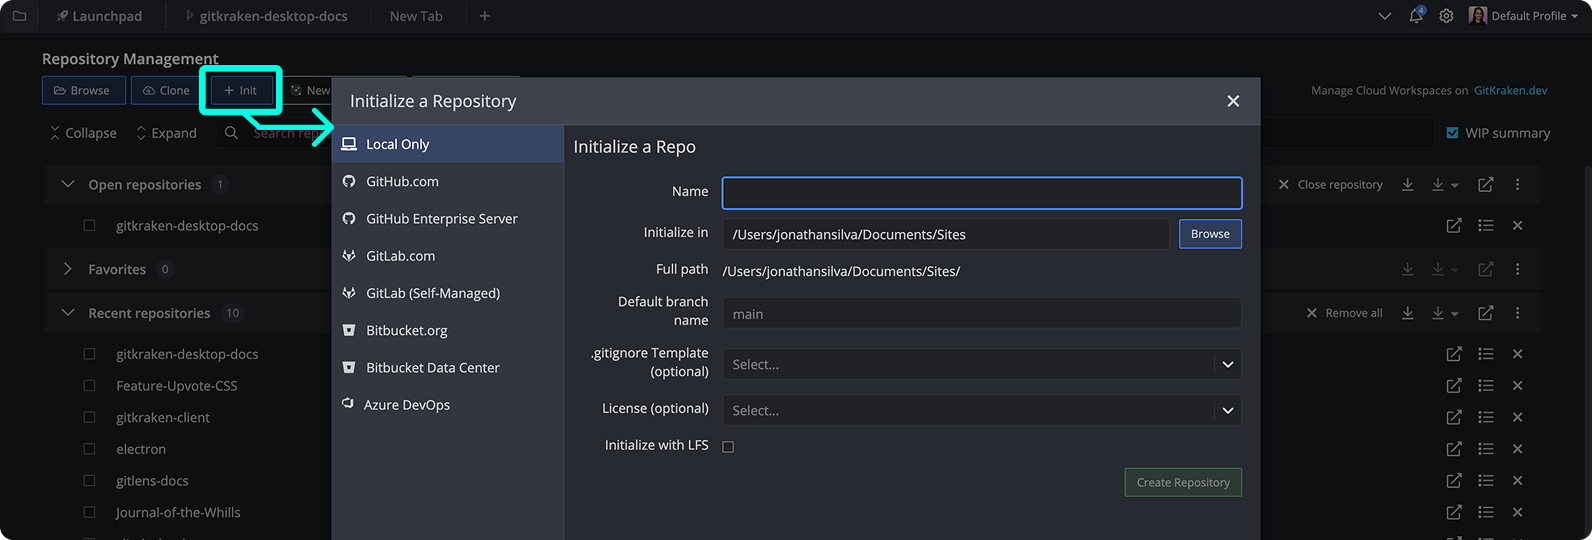 Launchpad
gitkraken-desktop-docs
New Tab
4
Default Profile
Repository Management
Browse
Clone
Init
New
Manage Cloud Workspaces on GitKraken.dev
Collapse
Expand
Search
WIP summary
Open repositories 1
Close repository
gitkraken-desktop-docs
Favorites 0
Recent repositories 10
Remove all
gitkraken-desktop-docs
Feature-Upvote-CSS
gitkraken-client
electron
gitlens-docs
Journal-of-the-Whills
Initialize a Repository
Local Only
GitHub.com
GitHub Enterprise Server
GitLab.com
GitLab (Self-Managed)
Bitbucket.org
Bitbucket Data Center
Azure DevOps
Initialize a Repo
Name
Initialize in /Users/jonathansilva/Documents/Sites Browse
Full path /Users/jonathansilva/Documents/Sites/
Default branch
name
main
.gitignore Template
(optional)
Select...
License (optional) Select...
Initialize with LFS
Create Repository